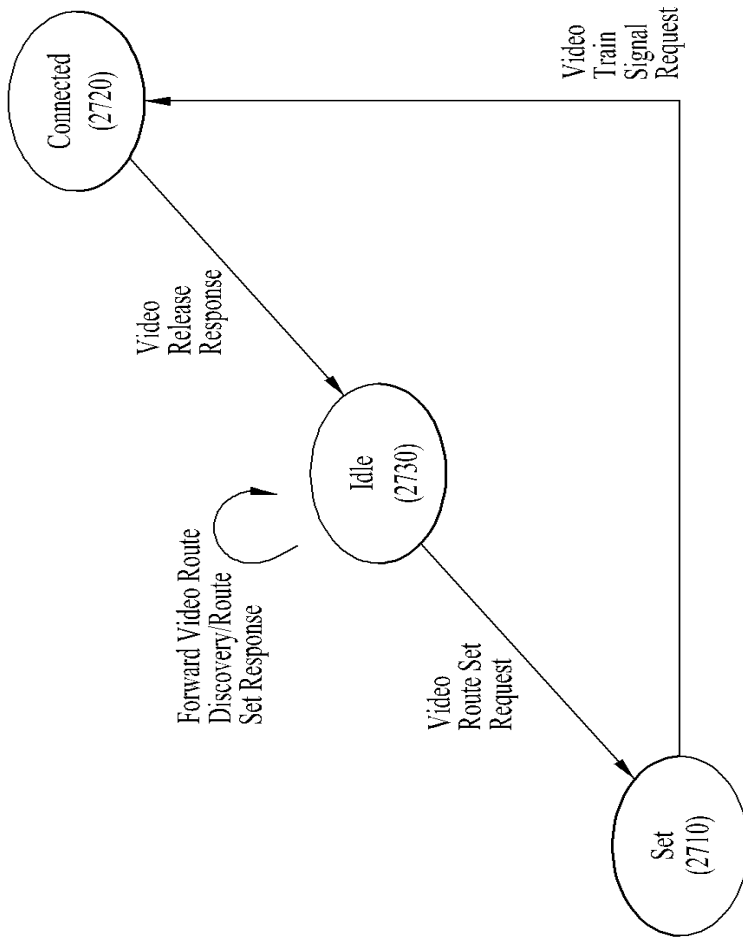 Connected
(2720)
Video
Release
Response
Forward Video Route
Discovery/Route
Set Response
Idle
(2730)
Video
Route Set
Request
Video
Train
Signal
Request
Set
(2710)